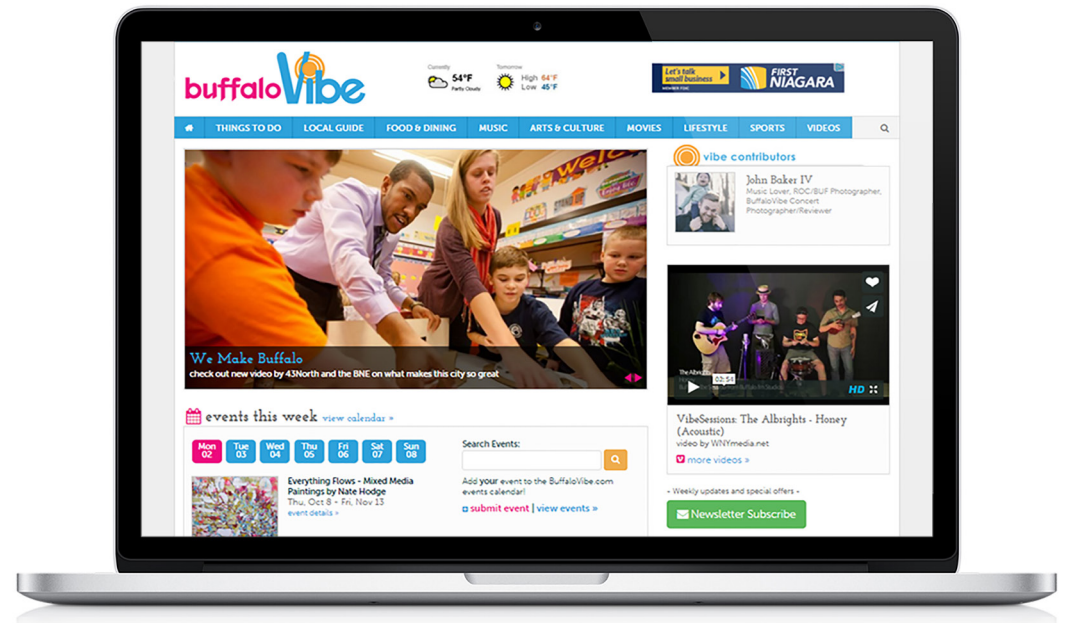 buffaloVibe
Currently
54°F
Partly Cloudy
Tomorrow
High 64°F
Low 45°F
Let's talk
small business
MEMBER FDIC
FIRST
NIAGARA
THINGS TO DO
LOCAL GUIDE
FOOD & DINING
MUSIC
ARTS & CULTURE
MOVIES
LIFESTYLE
SPORTS
VIDEOS
Welc
We Make Buffalo
check out new video by 43North and the BNE on what makes this city so great
vibe contributors
John Baker IV
Music Lover, ROC/BUF Photographer,
BuffaloVibe Concert
Photographer/Reviewer
The Albrights -
03:54
HD
VibeSessions: The Albrights - Honey
(Acoustic)
video by WNYmedia.net
more videos »
- Weekly updates and special offers -
Newsletter Subscribe
events this week view calendar »
Mon
02
Tue
03
Wed
04
Thu
05
Fri
06
Sat
07
Sun
08
Everything Flows - Mixed Media
Paintings by Nate Hodge
Thu, Oct 8 - Fri, Nov 13
event details »
Search Events:
Add your event to the BuffaloVibe.com
events calendar!
submit event | view events »